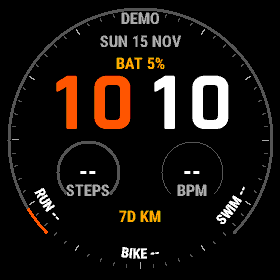 DEMO
SUN 15 NOV
BAT 5%
10 10
-- --
STEPS BPM
RUN -- SWIM --
7D KM
BIKE --